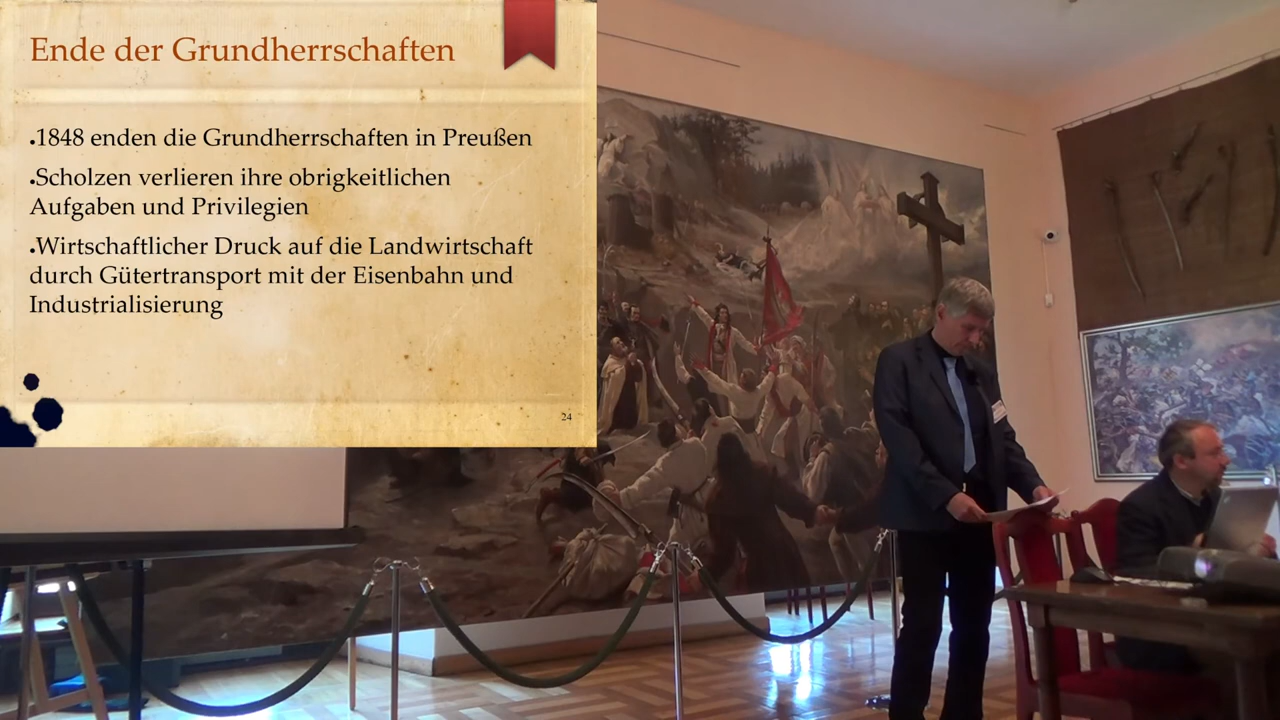 Ende der Grundherrschaften
•1848 enden die Grundherrschaften in Preußen
•Scholzen verlieren ihre obrigkeitlichen
Aufgaben und Privilegien
•Wirtschaftlicher Druck auf die Landwirtschaft
durch Gütertransport mit der Eisenbahn und
Industrialisierung
24